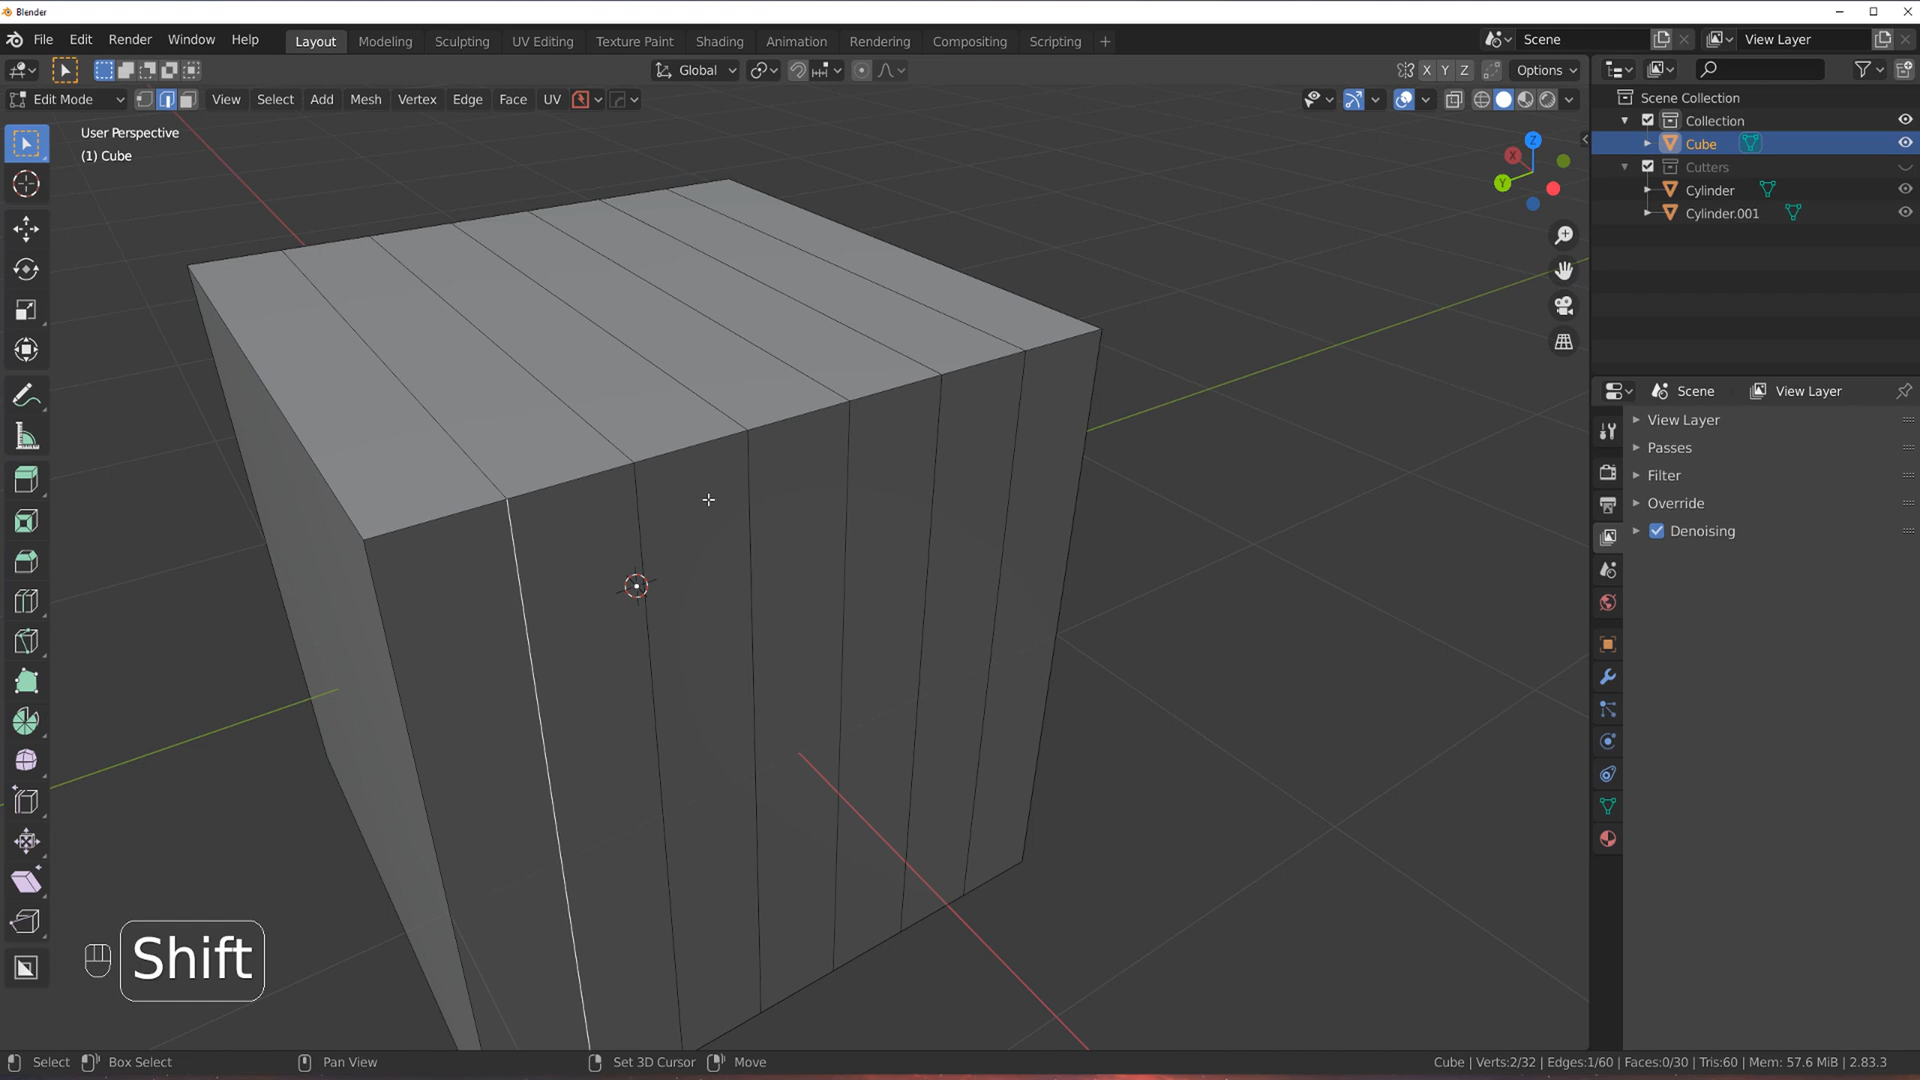 Blender
File Edit Render Window Help Layout Modeling Sculpting UV Editing Texture Paint Shading Animation Rendering Compositing Scripting + Scene View Layer
Global X Y Z Options
Edit Mode View Select Add Mesh Vertex Edge Face UV
User Perspective
(1) Cube
Z
X
Y
Scene Collection
Collection
Cube
Cutters
Cylinder
Cylinder.001
Scene View Layer
View Layer
Passes
Filter
Override
Denoising
Shift
Select Box Select Pan View Set 3D Cursor Move Cube | Verts:2/32 | Edges:1/60 | Faces:0/30 | Tris:60 | Mem: 57.6 MiB | 2.83.3